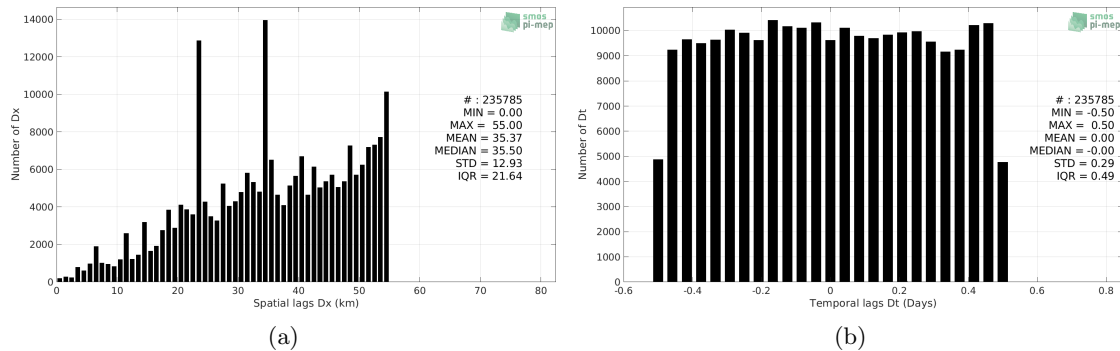 14000
12000
10000
8000
6000
4000
2000
0
Number of Dx
0
10
20
30
40
50
60
70
80
Spatial lags Dx (km)
smos
pi-mep
# : 235785
MIN = 0.00
MAX = 55.00
MEAN = 35.37
MEDIAN = 35.50
STD = 12.93
IQR = 21.64
(a)
10000
9000
8000
7000
6000
5000
4000
3000
2000
1000
0
Number of Dt
-0.6
-0.4
-0.2
0
0.2
0.4
0.6
0.8
Temporal lags Dt (Days)
smos
pi-mep
# : 235785
MIN = -0.50
MAX = 0.50
MEAN = 0.00
MEDIAN = -0.00
STD = 0.29
IQR = 0.49
(b)